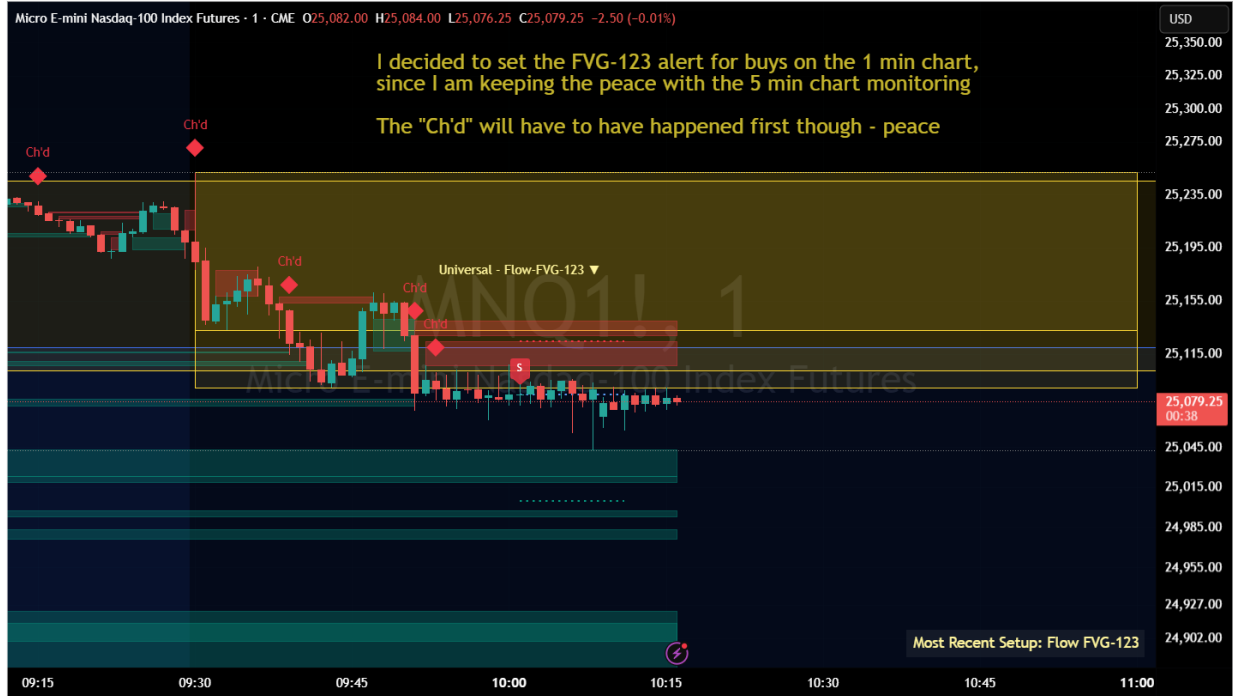 Micro E-mini Nasdaq-100 Index Futures · 1 · CME O25,082.00 H25,084.00 L25,076.25 C25,079.25 −2.50 (−0.01%)
USD
I decided to set the FVG-123 alert for buys on the 1 min chart,
since I am keeping the peace with the 5 min chart monitoring
The "Ch'd" will have to have happened first though - peace
Ch'd
Ch'd
Ch'd
Ch'd
Ch'd
Universal - Flow-FVG-123 ▼
MNQ1!, 1
Micro E-mini Nasdaq-100 Index Futures
S
25,350.00
25,325.00
25,300.00
25,275.00
25,235.00
25,195.00
25,155.00
25,115.00
25,079.25
00:38
25,045.00
25,015.00
24,985.00
24,955.00
24,927.00
24,902.00
Most Recent Setup: Flow FVG-123
09:15
09:30
09:45
10:00
10:15
10:30
10:45
11:00